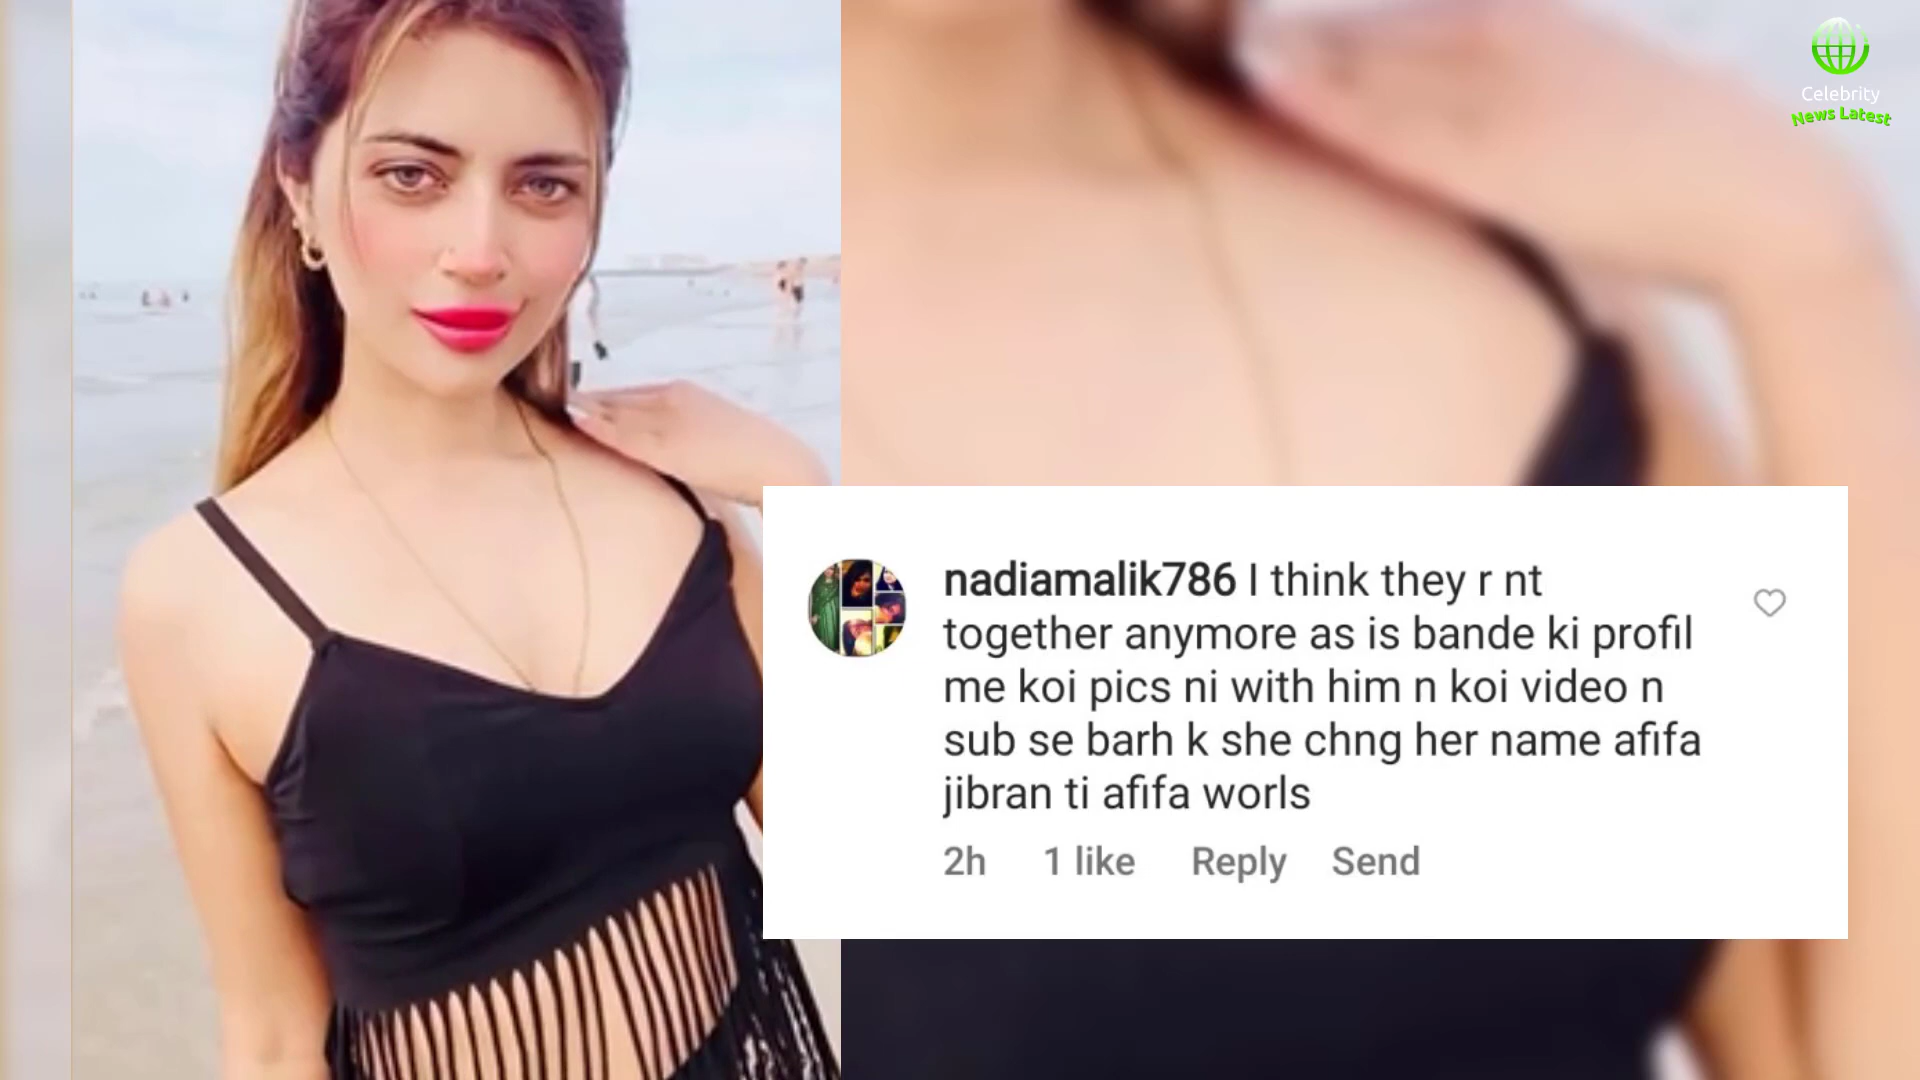 Celebrity
News Latest
nadiamalik786 I think they r nt
together anymore as is bande ki profil
me koi pics ni with him n koi video n
sub se barh k she chng her name afifa
jibran ti afifa worls
2h 1 like Reply Send